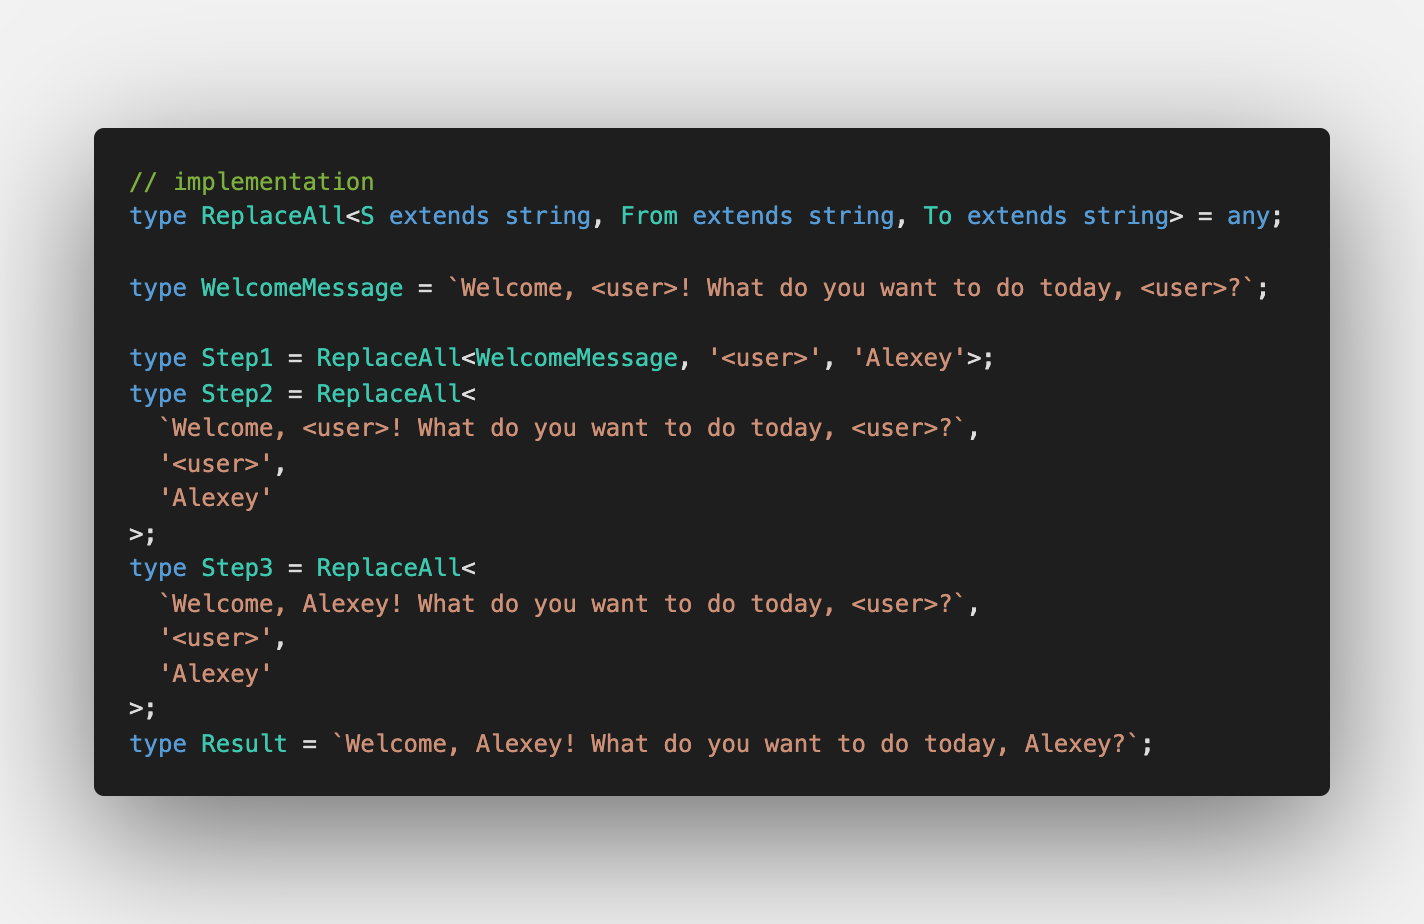 // implementation
type ReplaceAll<S extends string, From extends string, To extends string> = any;
type WelcomeMessage = `Welcome, <user>! What do you want to do today, <user>?`;
type Step1 = ReplaceAll<WelcomeMessage, '<user>', 'Alexey'>;
type Step2 = ReplaceAll<
`Welcome, <user>! What do you want to do today, <user>?`,
'<user>',
'Alexey'
>;
type Step3 = ReplaceAll<
`Welcome, Alexey! What do you want to do today, <user>?`,
'<user>',
'Alexey'
>;
type Result = `Welcome, Alexey! What do you want to do today, Alexey?`;